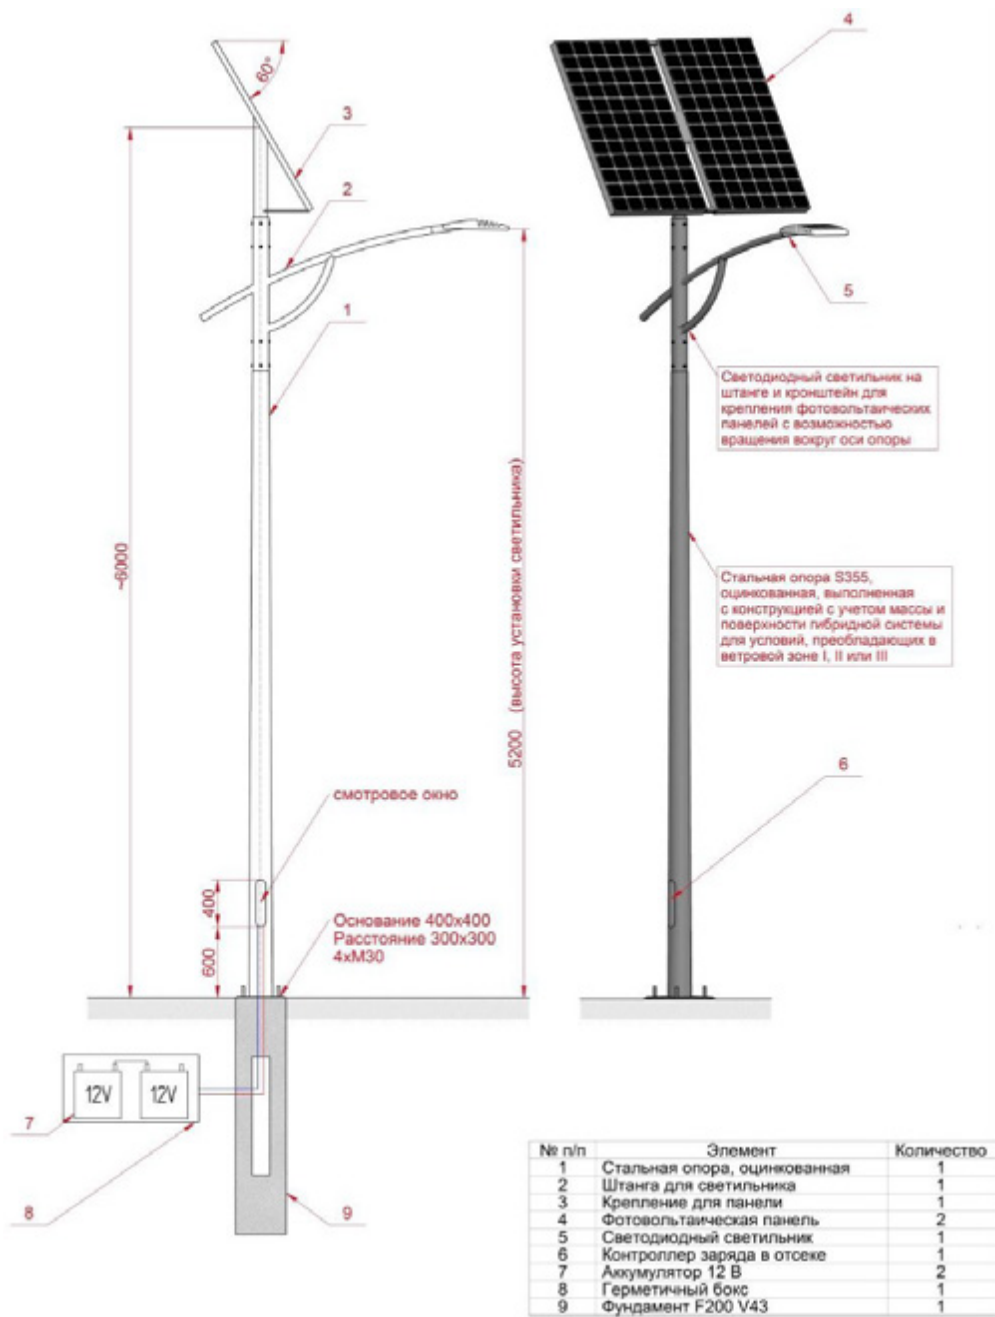 4
60°
3
2
1
5
Светодиодный светильник на
штанге и кронштейн для
крепления фотовольтаических
панелей с возможностью
вращения вокруг оси опоры
~6000
5200 (высота установки светильника)
Стальная опора S355,
оцинкованная, выполненная
с конструкцией с учетом массы и
поверхности гибридной системы
для условий, преобладающих в
ветровой зоне I, II или III
6
смотровое окно
400
Основание 400x400
Расстояние 300x300
4xM30
600
12V 12V
7
8
9
№ п/п Элемент Количество
1 Стальная опора, оцинкованная 1
2 Штанга для светильника 1
3 Крепление для панели 1
4 Фотовольтаическая панель 2
5 Светодиодный светильник 1
6 Контроллер заряда в отсеке 1
7 Аккумулятор 12 В 2
8 Герметичный бокс 1
9 Фундамент F200 V43 1